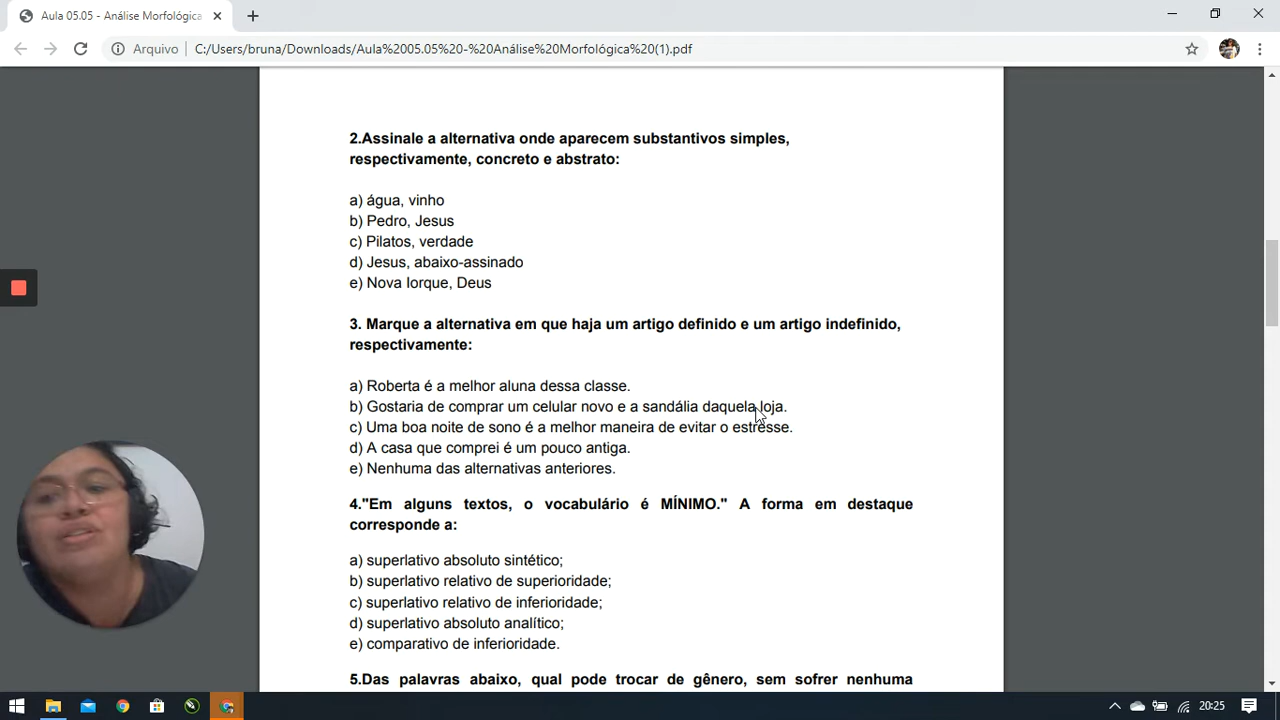 Aula 05.05 - Análise Morfológica
Arquivo C:/Users/bruna/Downloads/Aula%2005.05%20-%20Análise%20Morfológica%20(1).pdf
2.Assinale a alternativa onde aparecem substantivos simples,
respectivamente, concreto e abstrato:
a) água, vinho
b) Pedro, Jesus
c) Pilatos, verdade
d) Jesus, abaixo-assinado
e) Nova Iorque, Deus
3. Marque a alternativa em que haja um artigo definido e um artigo indefinido,
respectivamente:
a) Roberta é a melhor aluna dessa classe.
b) Gostaria de comprar um celular novo e a sandália daquela loja.
c) Uma boa noite de sono é a melhor maneira de evitar o estresse.
d) A casa que comprei é um pouco antiga.
e) Nenhuma das alternativas anteriores.
4."Em alguns textos, o vocabulário é MÍNIMO." A forma em destaque
corresponde a:
a) superlativo absoluto sintético;
b) superlativo relativo de superioridade;
c) superlativo relativo de inferioridade;
d) superlativo absoluto analítico;
e) comparativo de inferioridade.
5.Das palavras abaixo, qual pode trocar de gênero, sem sofrer nenhuma
20:25